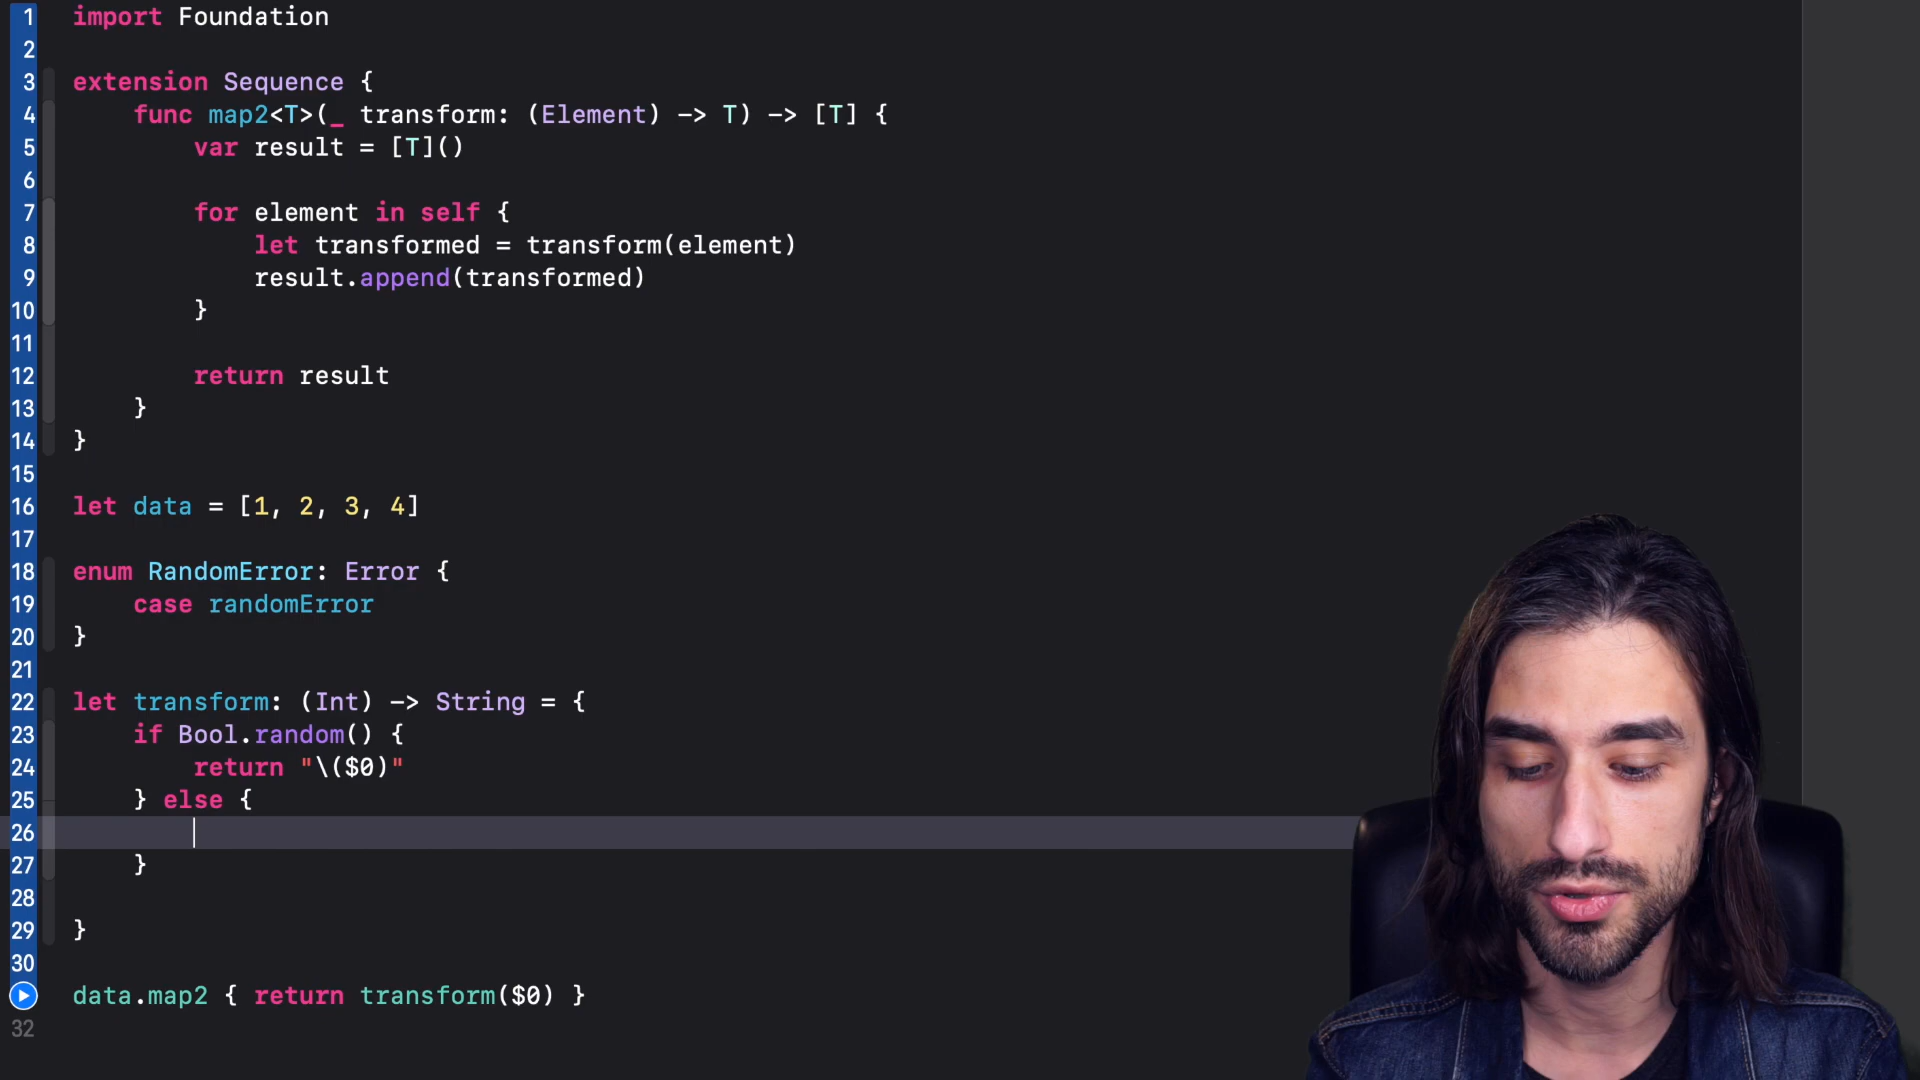 1 import Foundation
2
3 extension Sequence {
4 func map2<T>(_ transform: (Element) -> T) -> [T] {
5 var result = [T]()
6
7 for element in self {
8 let transformed = transform(element)
9 result.append(transformed)
10 }
11
12 return result
13 }
14 }
15
16 let data = [1, 2, 3, 4]
17
18 enum RandomError: Error {
19 case randomError
20 }
21
22 let transform: (Int) -> String = {
23 if Bool.random() {
24 return "\($0)"
25 } else {
26
27 }
28
29 }
30
data.map2 { return transform($0) }
32